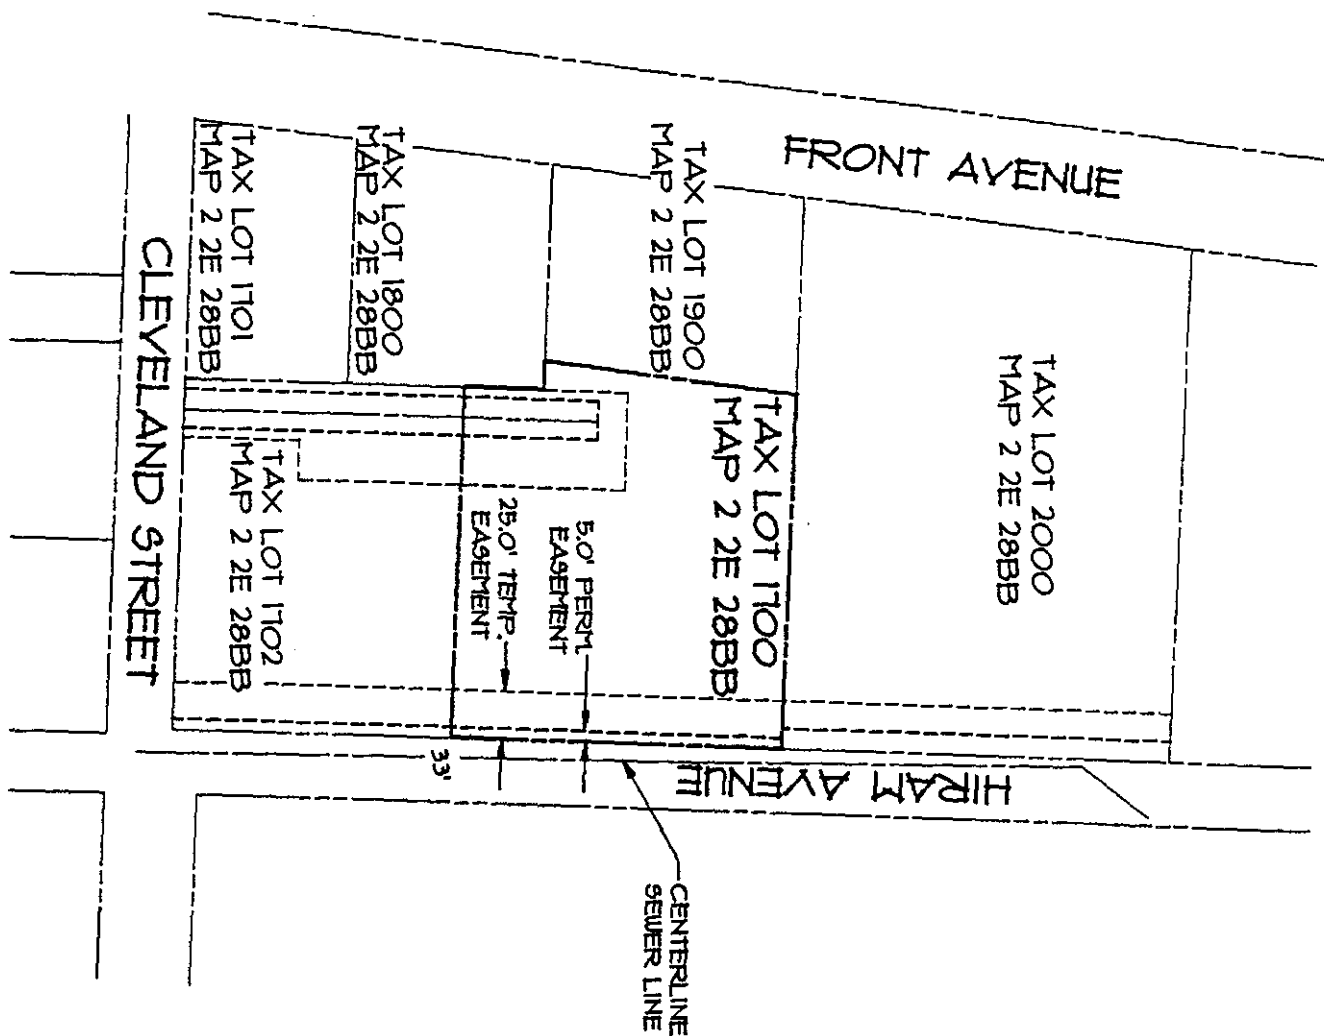 FRONT AVENUE
TAX LOT 1701
MAP 2 2E 28BB
TAX LOT 1800
MAP 2 2E 28BB
TAX LOT 1900
MAP 2 2E 28BB
TAX LOT 2000
MAP 2 2E 28BB
TAX LOT 1700
MAP 2 2E 28BB
TAX LOT 1702
MAP 2 2E 28BB
CLEVELAND STREET
25.0' TEMP.
EASEMENT
5.0' PERM.
EASEMENT
33'
HIRAM AVENUE
CENTERLINE
SEWER LINE